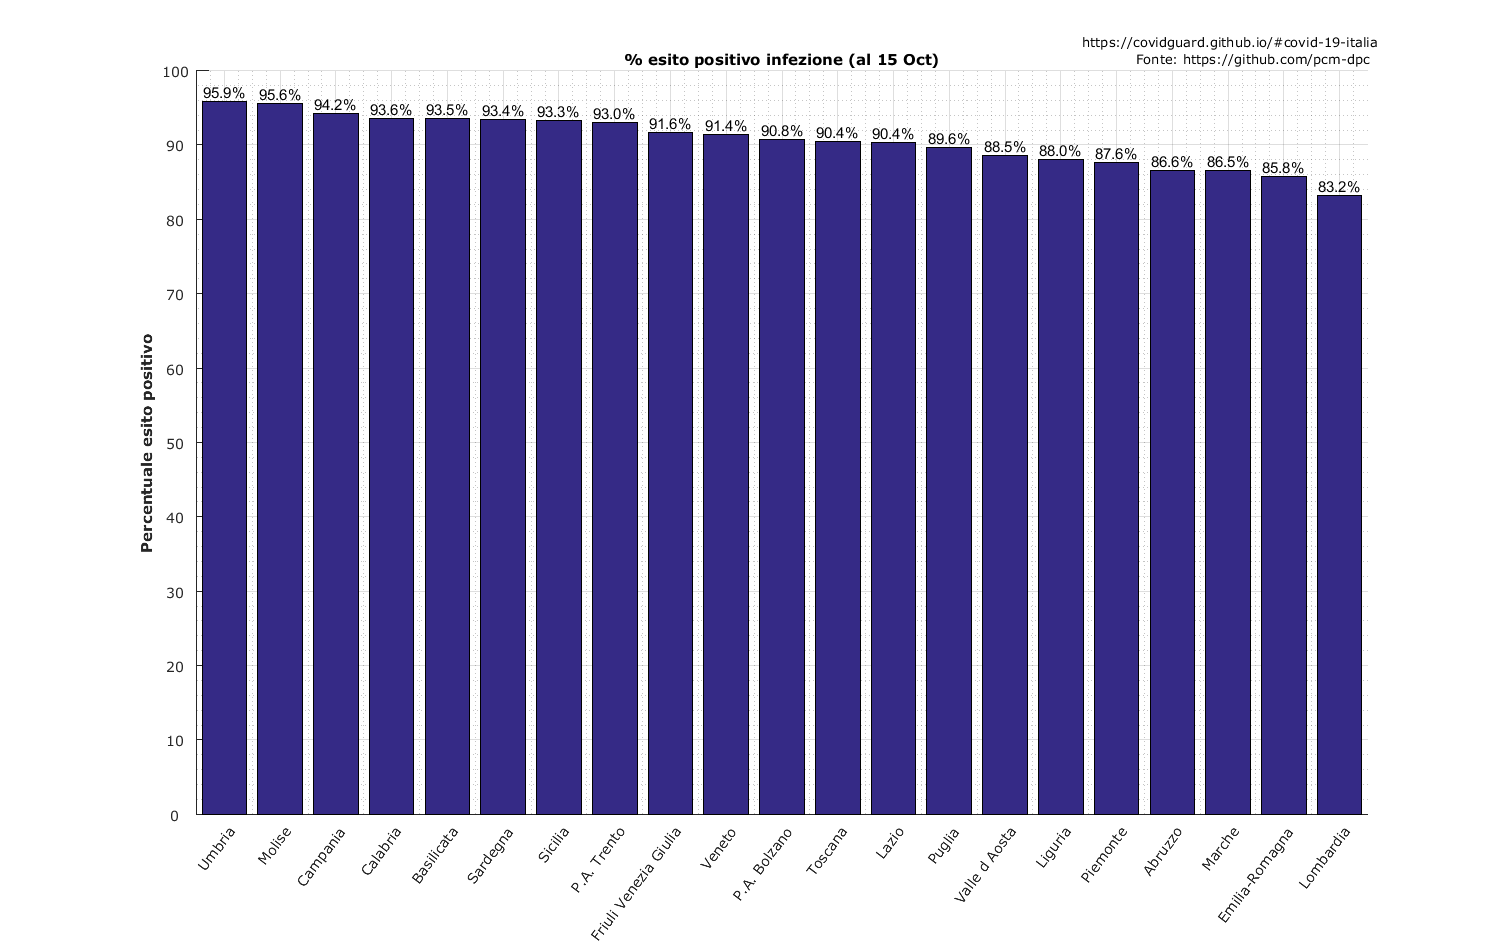 https://covidguard.github.io/#covid-19-italia
% esito positivo infezione (al 15 Oct)
Fonte: https://github.com/pcm-dpc
100
90
80
70
60
50
40
30
20
10
0
Percentuale esito positivo
95.9%
95.6%
94.2%
93.6%
93.5%
93.4%
93.3%
93.0%
91.6%
91.4%
90.8%
90.4%
90.4%
89.6%
88.5%
88.0%
87.6%
86.6%
86.5%
85.8%
83.2%
Umbria
Molise
Campania
Calabria
Basilicata
Sardegna
Sicilia
P.A. Trento
Friuli Venezia Giulia
Veneto
P.A. Bolzano
Toscana
Lazio
Puglia
Valle d Aosta
Liguria
Piemonte
Abruzzo
Marche
Emilia-Romagna
Lombardia